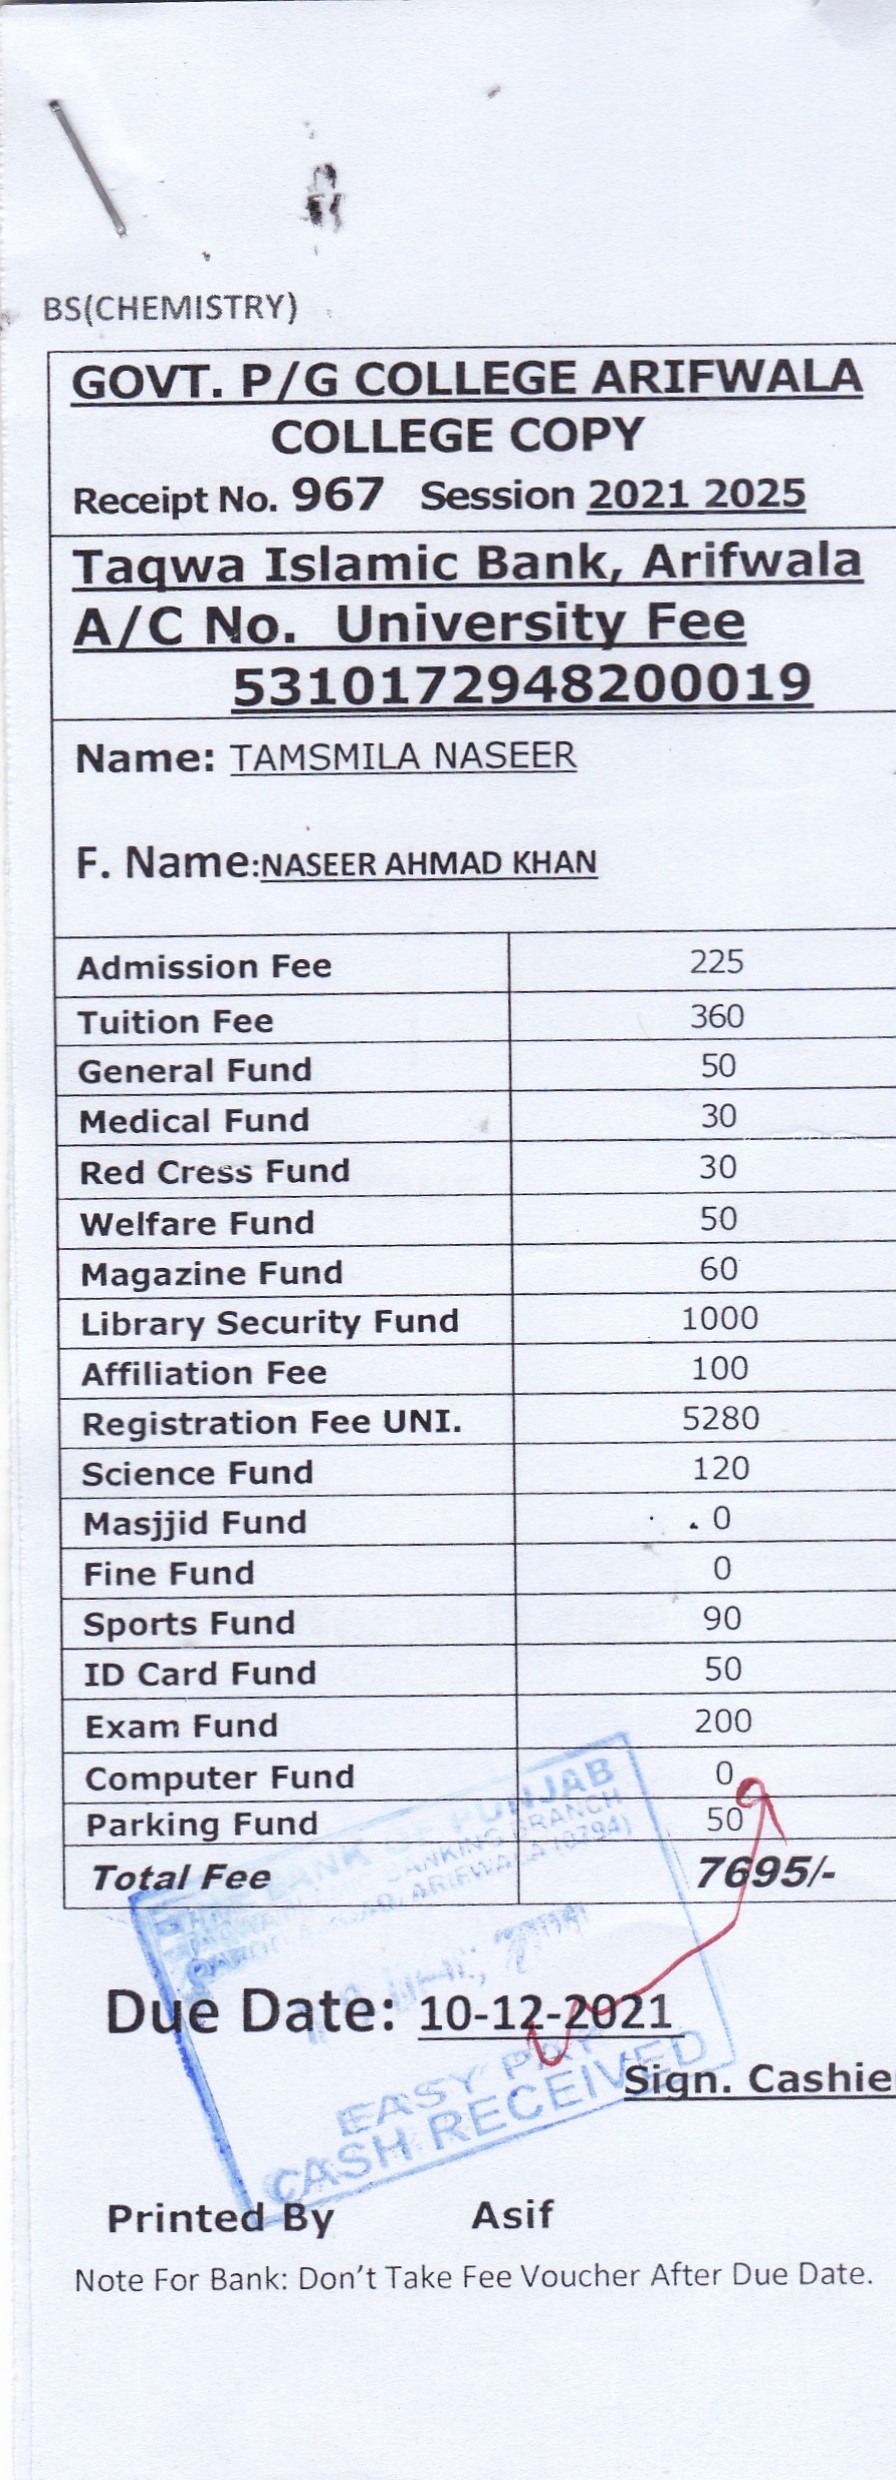 BS(CHEMISTRY)
GOVT. P/G COLLEGE ARIFWALA
COLLEGE COPY
Receipt No. 967 Session 2021 2025
Taqwa Islamic Bank, Arifwala
A/C No. University Fee
5310172948200019
Name: TAMSMILA NASEER
F. Name:NASEER AHMAD KHAN
Admission Fee 225
Tuition Fee 360
General Fund 50
Medical Fund 30
Red Cress Fund 30
Welfare Fund 50
Magazine Fund 60
Library Security Fund 1000
Affiliation Fee 100
Registration Fee UNI. 5280
Science Fund 120
Masjjid Fund 0
Fine Fund 0
Sports Fund 90
ID Card Fund 50
Exam Fund 200
Computer Fund 0
Parking Fund 50
Total Fee 7695/-
THE BANK OF PUNJAB
BANKING BRANCH
ARIFWALA (0294)
Due Date: 10-12-2021
EASY PAY
CASH RECEIVED
Sign. Cashie
Printed By Asif
Note For Bank: Don't Take Fee Voucher After Due Date.